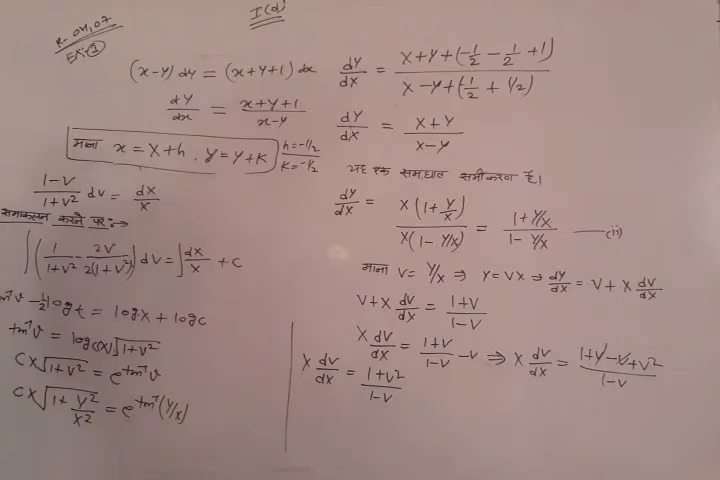 I(d)
R-04,07
Ex.①
(x-y) dy = (x+y+1) dx
dy/dx = (x+y+1)/(x-y)
माना x = X+h, y = Y+K
h = -1/2
K = -1/2
dY/dX = (X+Y+(-1/2 - 1/2 + 1))/(X-Y+(-1/2 + 1/2))
dY/dX = (X+Y)/(X-Y)
यह एक समघात समीकरण है।
dY/dX = X(1+Y/X)/X(1-Y/X) = (1+Y/X)/(1-Y/X) —(ii)
माना V = Y/X ⇒ Y = VX ⇒ dY/dX = V + X dV/dX
V + X dV/dX = (1+V)/(1-V)
X dV/dX = (1+V)/(1-V) - V ⇒ X dV/dX = (1+V-V+V²)/(1-V)
X dV/dX = (1+V²)/(1-V)
(1-V)/(1+V²) dV = dX/X
समाकलन करने पर:→
∫(1/(1+V²) - 2V/2(1+V²)) dV = ∫dX/X + C
tan⁻¹V - 1/2 log t = log X + log C
tan⁻¹V = log (CX)√(1+V²)
CX√(1+V²) = e^tan⁻¹V
CX√(1+Y²/X²) = e^tan⁻¹(Y/X)